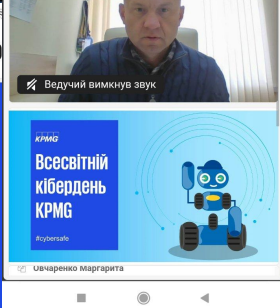 Ведучий вимкнув звук
KPMG
Всесвітній
кібердень
KPMG
#cybersafe
Овчаренко Маргарита